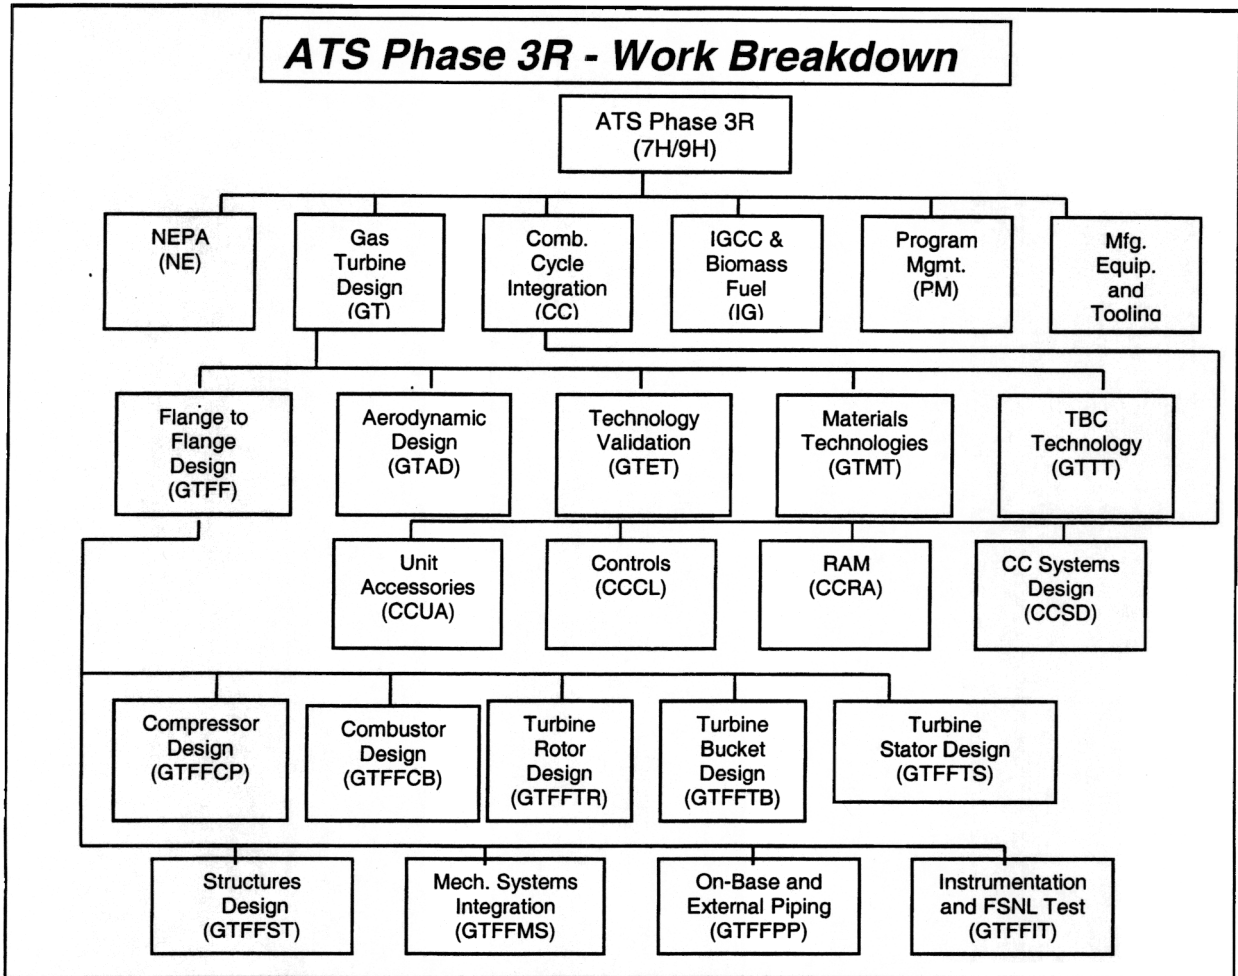 ATS Phase 3R - Work Breakdown
ATS Phase 3R
(7H/9H)
NEPA
(NE)
Gas
Turbine
Design
(GT)
Comb.
Cycle
Integration
(CC)
IGCC &
Biomass
Fuel
(IG)
Program
Mgmt.
(PM)
Mfg.
Equip.
and
Tooling
Flange to
Flange
Design
(GTFF)
Aerodynamic
Design
(GTAD)
Technology
Validation
(GTET)
Materials
Technologies
(GTMT)
TBC
Technology
(GTTT)
Unit
Accessories
(CCUA)
Controls
(CCCL)
RAM
(CCRA)
CC Systems
Design
(CCSD)
Compressor
Design
(GTFFCP)
Combustor
Design
(GTFFCB)
Turbine
Rotor
Design
(GTFFTR)
Turbine
Bucket
Design
(GTFFTB)
Turbine
Stator Design
(GTFFTS)
Structures
Design
(GTFFST)
Mech. Systems
Integration
(GTFFMS)
On-Base and
External Piping
(GTFFPP)
Instrumentation
and FSNL Test
(GTFFIT)